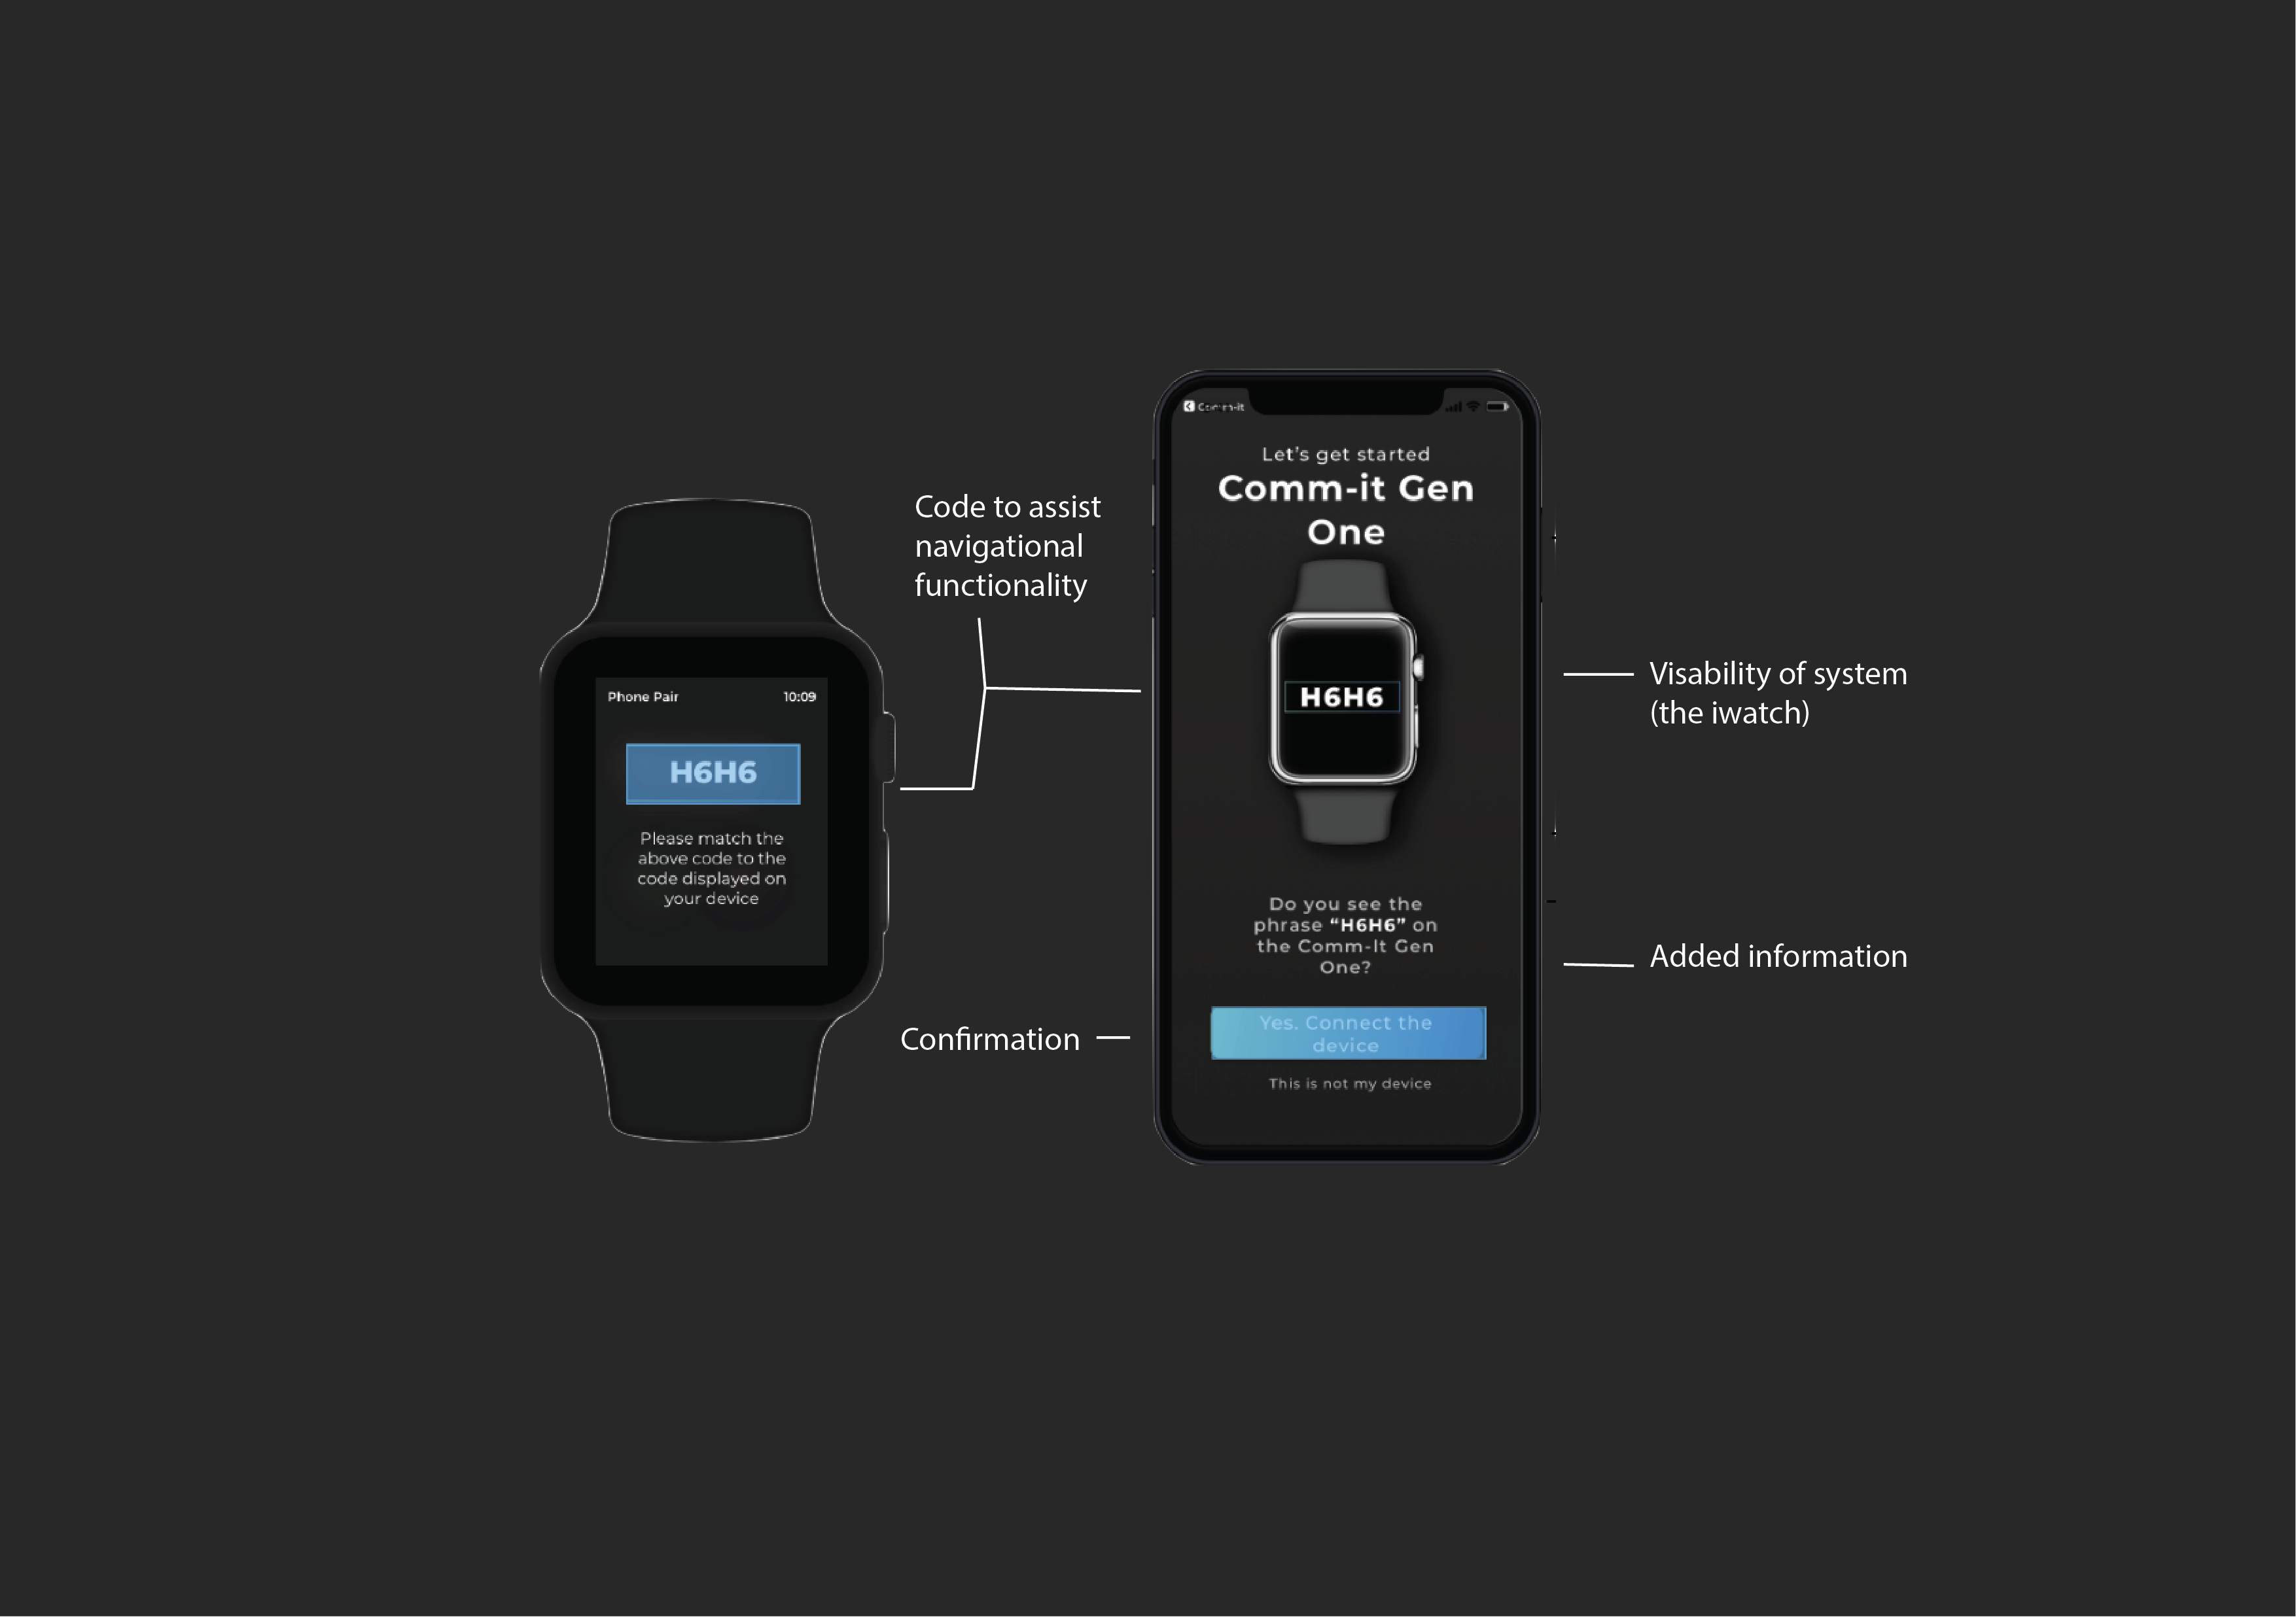 Code to assist
navigational
functionality
Phone Pair
10:09
H6H6
Please match the
above code to the
code displayed on
your device
Confirmation
Comm-it
Let's get started
Comm-it Gen
One
H6H6
Do you see the
phrase “H6H6” on
the Comm-It Gen
One?
Yes. Connect the
device
This is not my device
Visability of system
(the iwatch)
Added information